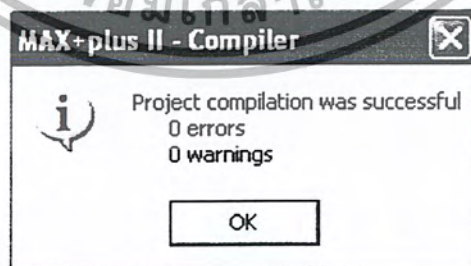 MAX+plus II - Compiler
Project compilation was successful
0 errors
0 warnings
OK